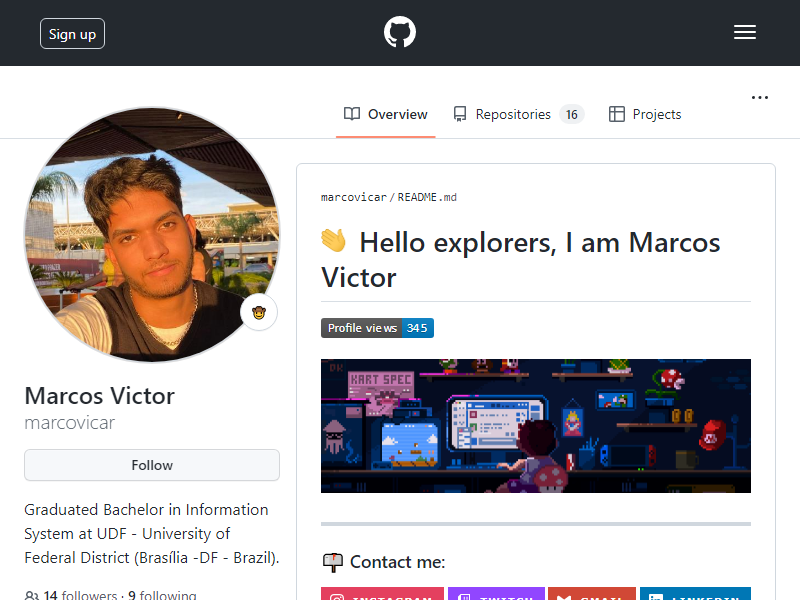 Sign up
Overview
Repositories 16
Projects
marcovicar / README.md
👋 Hello explorers, I am Marcos
Victor
Profile views 345
KART SPEC
Marcos Victor
marcovicar
Follow
Graduated Bachelor in Information
System at UDF - University of
Federal District (Brasília -DF - Brazil).
14 followers · 9 following
Contact me:
INSTAGRAM
TWITCH
GMAIL
LINKEDIN